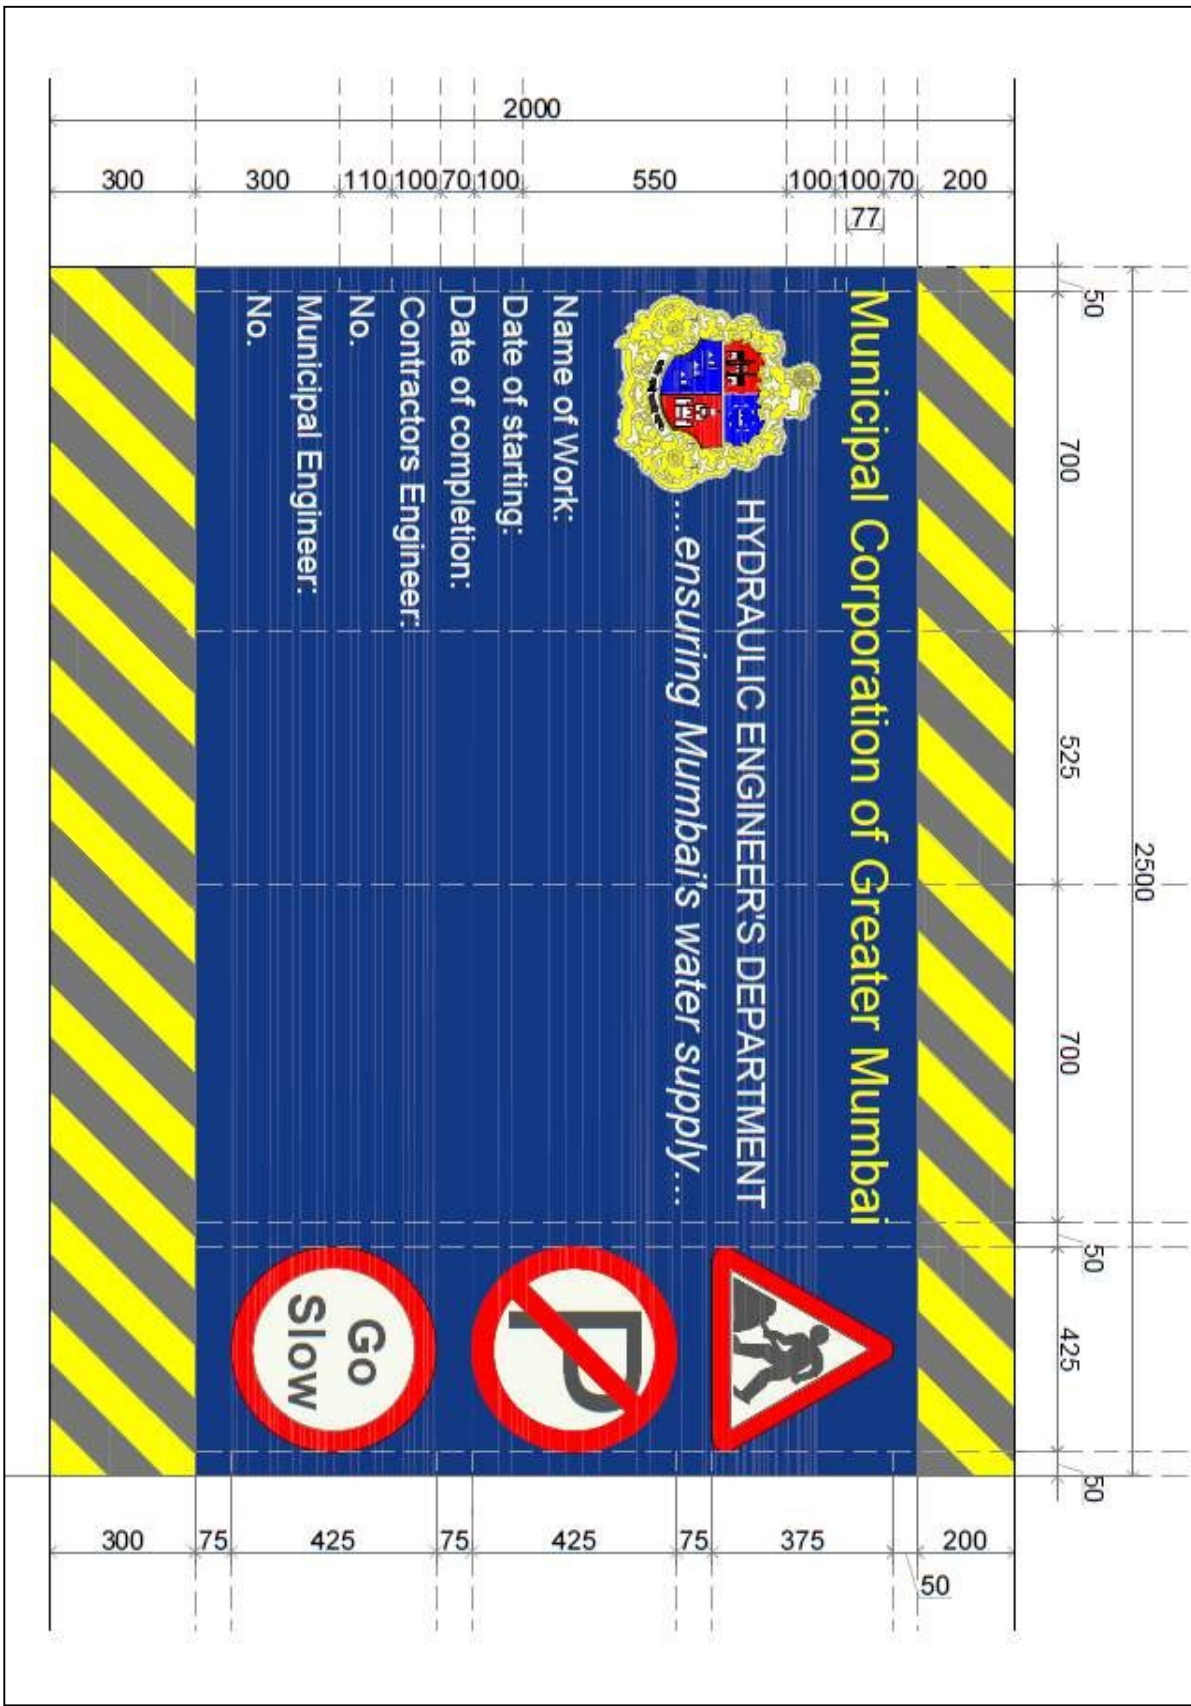 Municipal Corporation of Greater Mumbai
HYDRAULIC ENGINEER'S DEPARTMENT
....ensuring Mumbai's water supply....
Name of Work:
Date of starting:
Date of completion:
Contractors Engineer:
No.
Municipal Engineer:
No.
P
Go
Slow
50
700
525
700
50
425
50
2500
2000
300
300
110
100
70
100
550
100
100
70
200
77
300
75
425
75
425
75
375
50
200